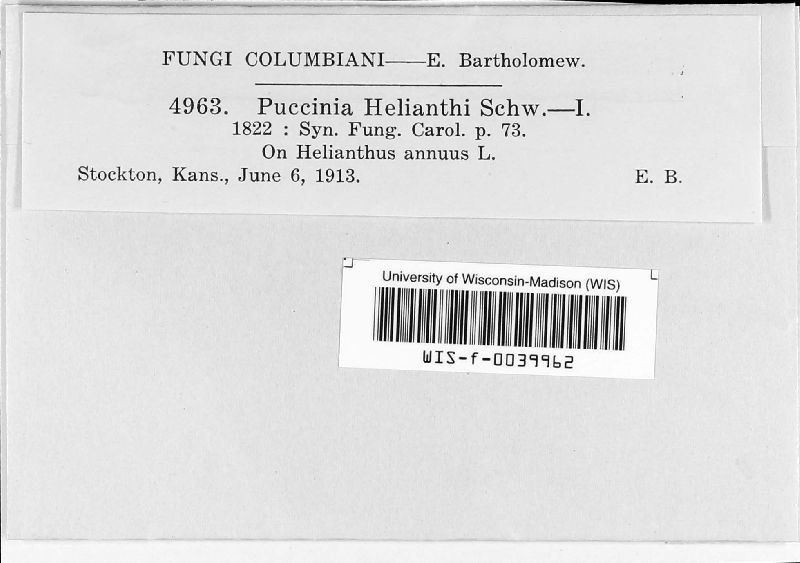 FUNGI COLUMBIANI——E. Bartholomew.
4963. Puccinia Helianthi Schw.—I.
1822 : Syn. Fung. Carol. p. 73.
On Helianthus annuus L.
Stockton, Kans., June 6, 1913. E. B.
University of Wisconsin-Madison (WIS)
WIS-f-0039962